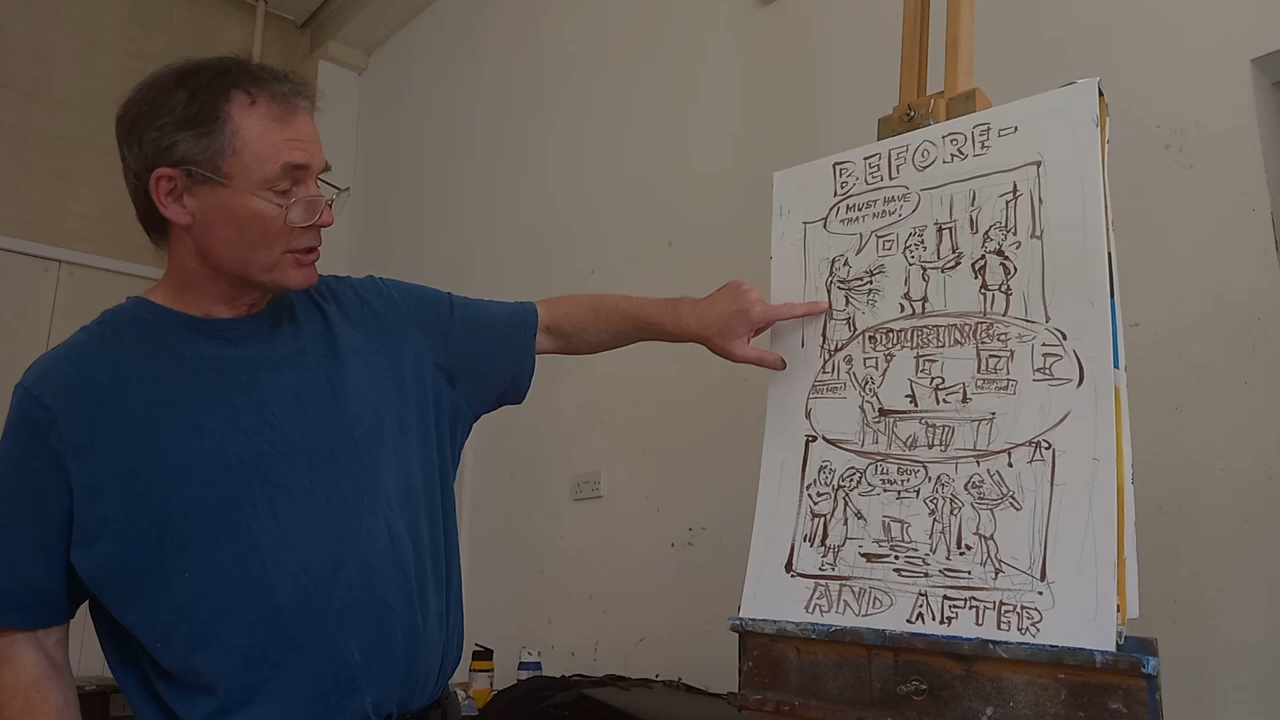 BEFORE-
I MUST HAVE
THAT NOW!
DURING-
I'LL BUY
THAT!
AND AFTER